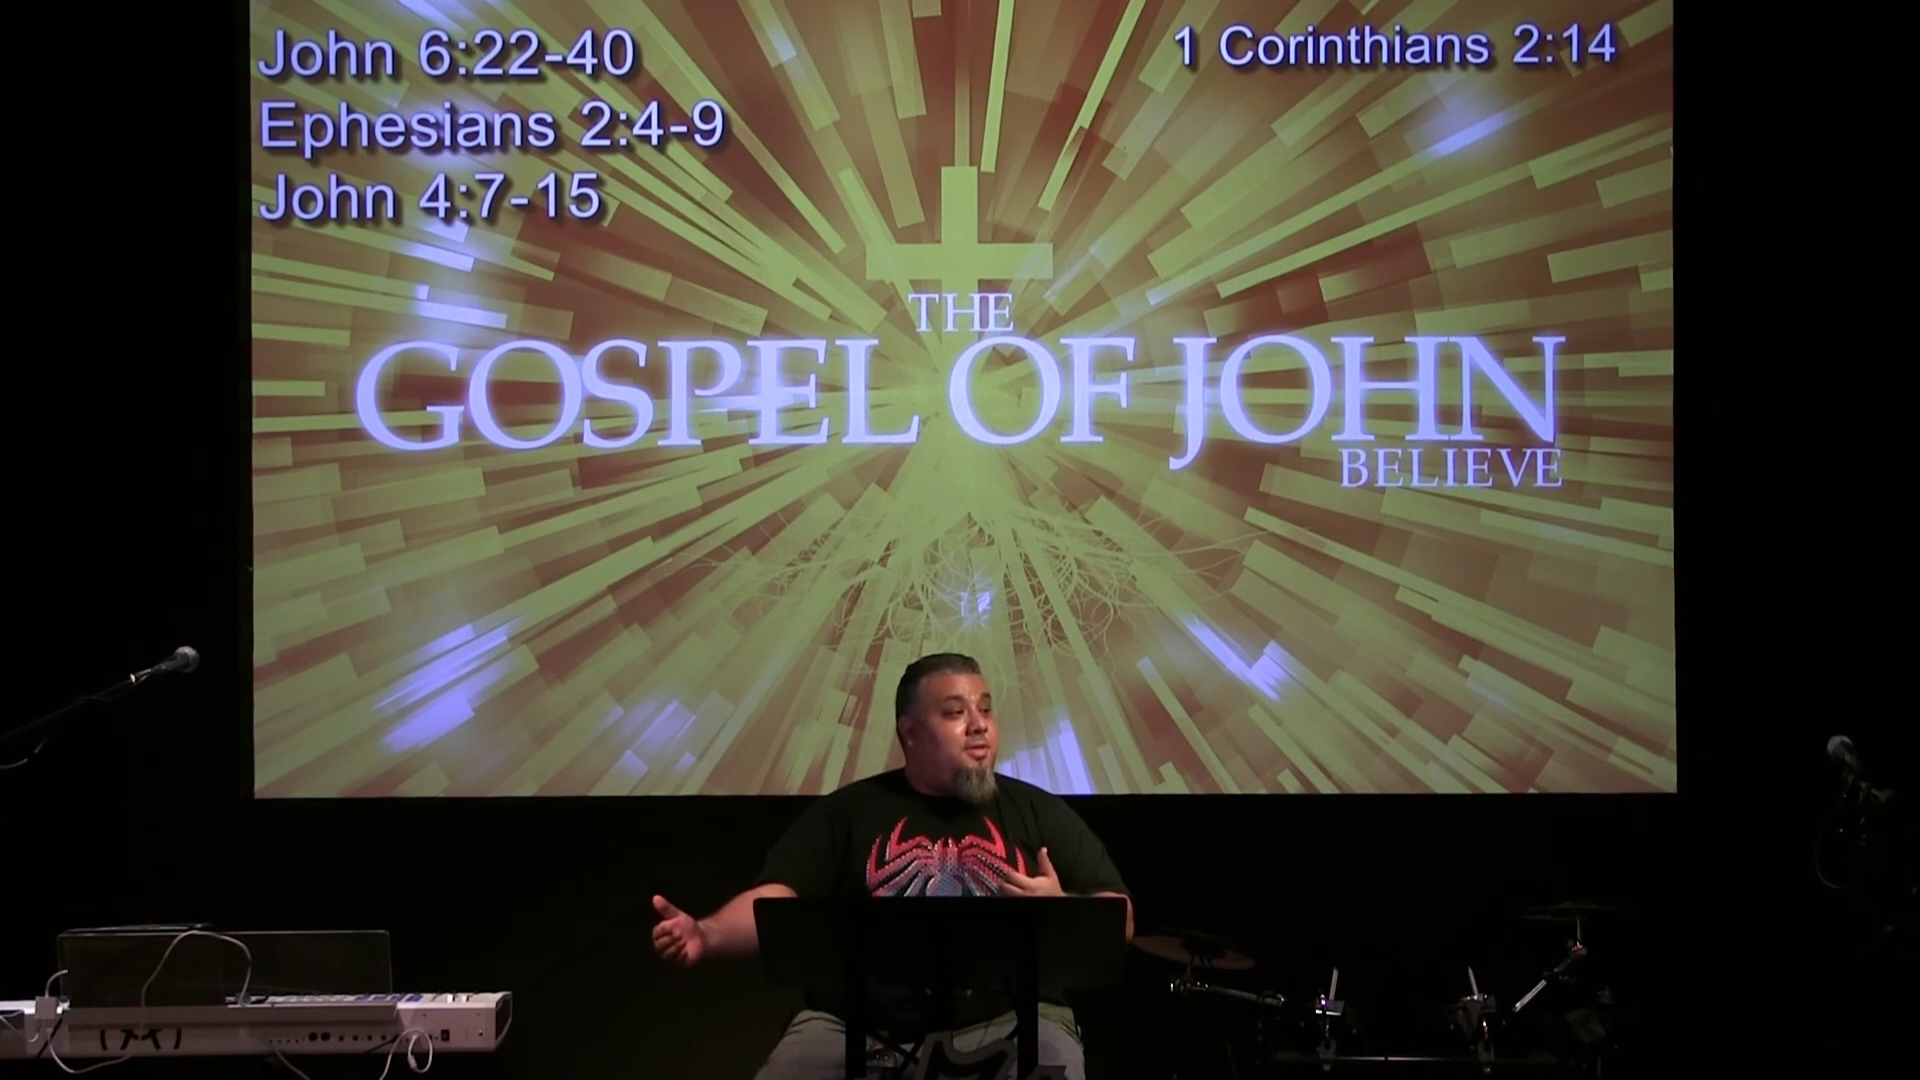 John 6:22-40
Ephesians 2:4-9
John 4:7-15
1 Corinthians 2:14
THE
GOSPEL OF JOHN
BELIEVE